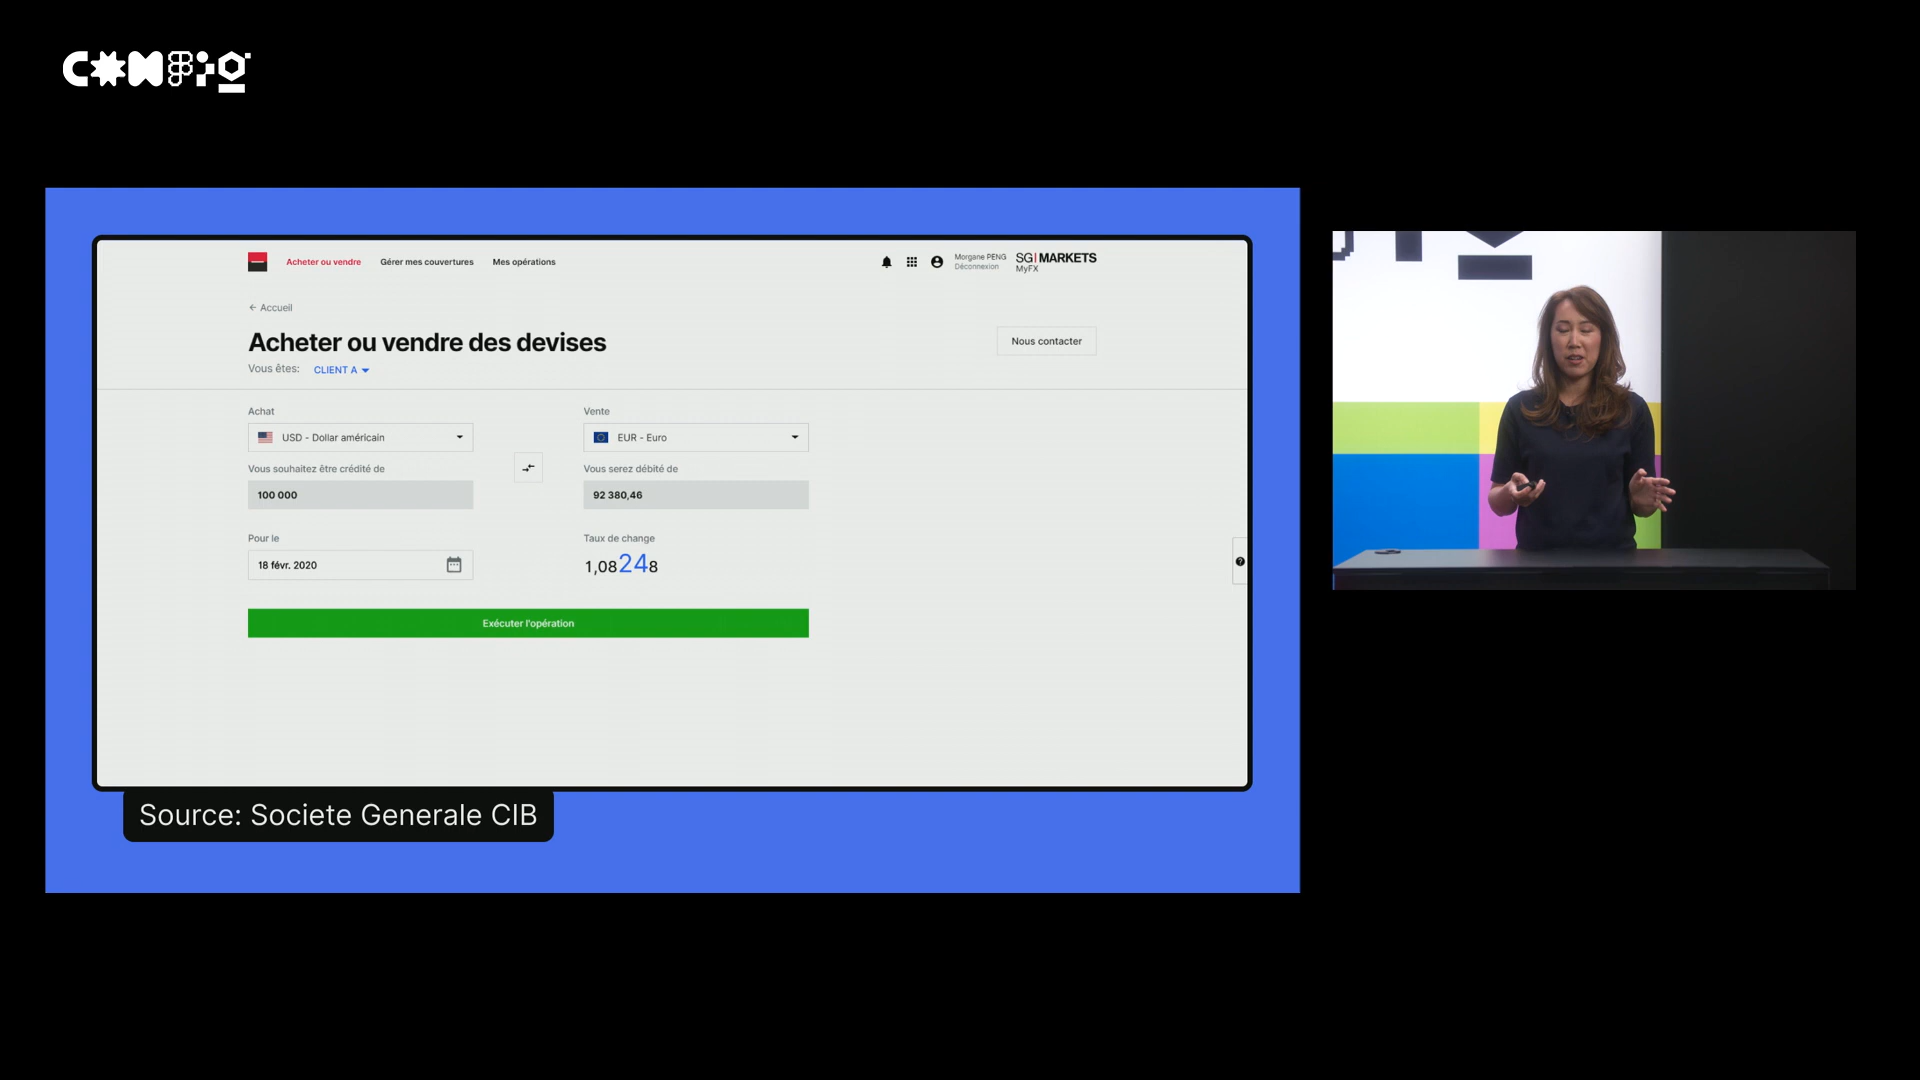 CONFIG
Acheter ou vendre
Gérer mes couvertures
Mes opérations
Morgane PENG
Déconnexion
SG|MARKETS
MyFX
← Accueil
Acheter ou vendre des devises
Nous contacter
Vous êtes: CLIENT A
Achat
USD - Dollar américain
Vous souhaitez être crédité de
100 000
Pour le
18 févr. 2020
Vente
EUR - Euro
Vous serez débité de
92 380,46
Taux de change
1,08248
Exécuter l'opération
Source: Societe Generale CIB